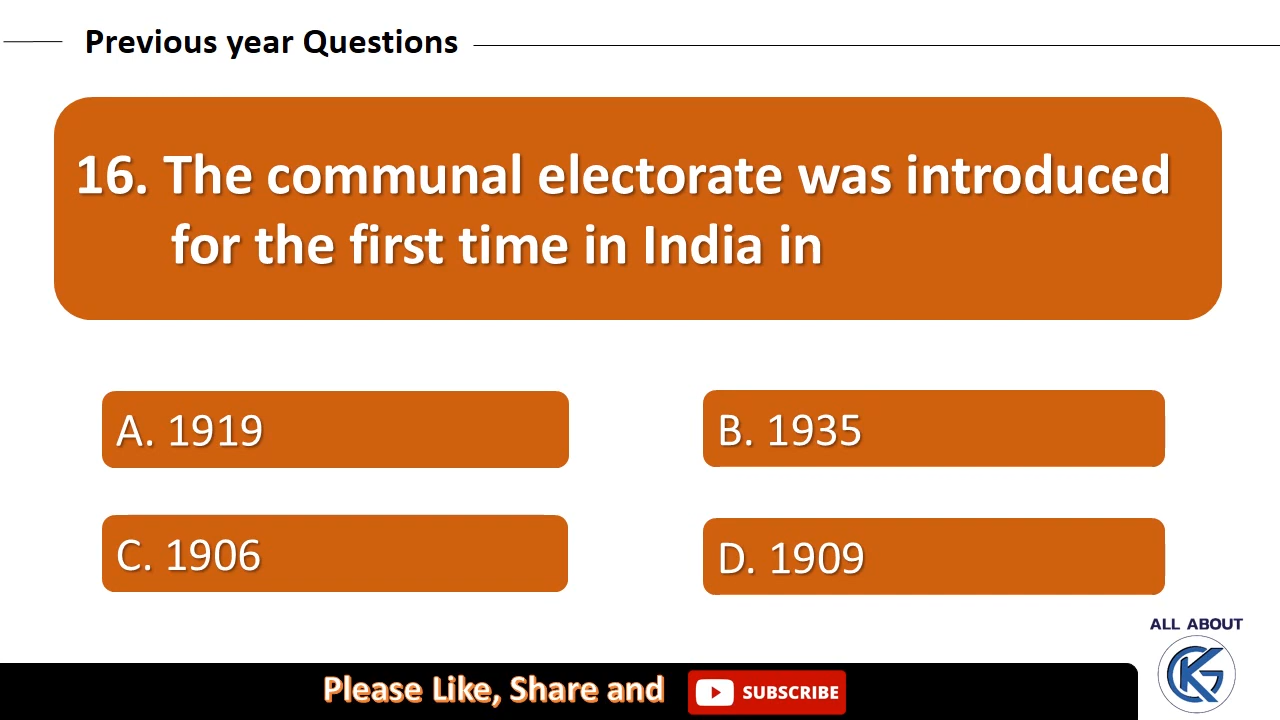 Previous year Questions
16. The communal electorate was introduced
for the first time in India in
A. 1919
B. 1935
C. 1906
D. 1909
ALL ABOUT
GK
Please Like, Share and
SUBSCRIBE